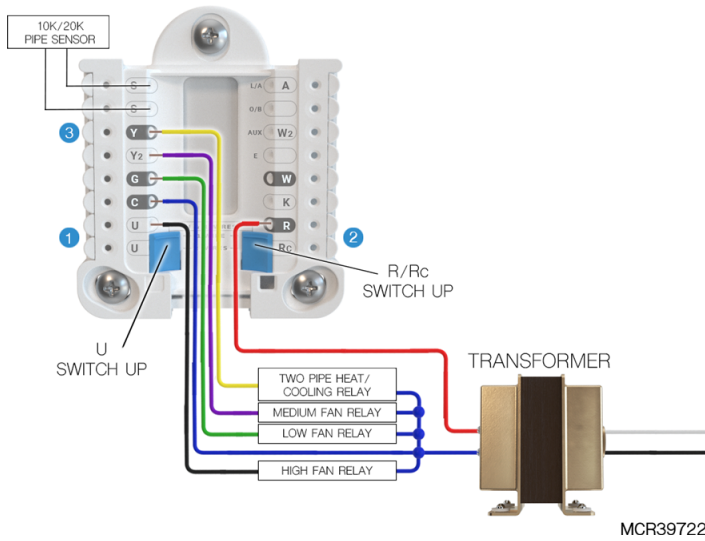 10K/20K
PIPE SENSOR
S
S
3
Y
Y2
G
C
U
1
U
L/A A
O/B
AUX W2
E
W
K
R
2
RC
U
SWITCH UP
R/RC
SWITCH UP
TRANSFORMER
TWO PIPE HEAT/
COOLING RELAY
MEDIUM FAN RELAY
LOW FAN RELAY
HIGH FAN RELAY
MCR39722